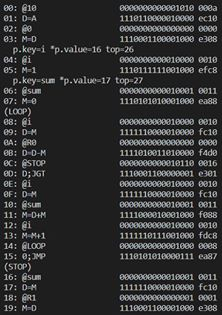 00: @10 0000000000001010 000a
01: D=A 1110110000010000 ec10
02: @0 0000000000000000 0000
03: M=D 1110001100001000 e308
p.key=i *p.value=16 top=26
04: @i 0000000000010000 0010
05: M=1 1110111111001000 efc8
p.key=sum *p.value=17 top=27
06: @sum 0000000000010001 0011
07: M=0 1110101010001000 ea88
(LOOP)
08: @i 0000000000010000 0010
09: D=M 1111110000010000 fc10
0A: @R0 0000000000000000 0000
0B: D=D-M 1111010011010000 f4d0
0C: @STOP 0000000000010110 0016
0D: D;JGT 1110001100000001 e301
0E: @i 0000000000010000 0010
0F: D=M 1111110000010000 fc10
10: @sum 0000000000010001 0011
11: M=D+M 1111000010001000 f088
12: @i 0000000000010000 0010
13: M=M+1 1111110111001000 fdc8
14: @LOOP 0000000000001000 0008
15: 0;JMP 1110101010000111 ea87
(STOP)
16: @sum 0000000000010001 0011
17: D=M 1111110000010000 fc10
18: @R1 0000000000000001 0001
19: M=D 1110001100001000 e308